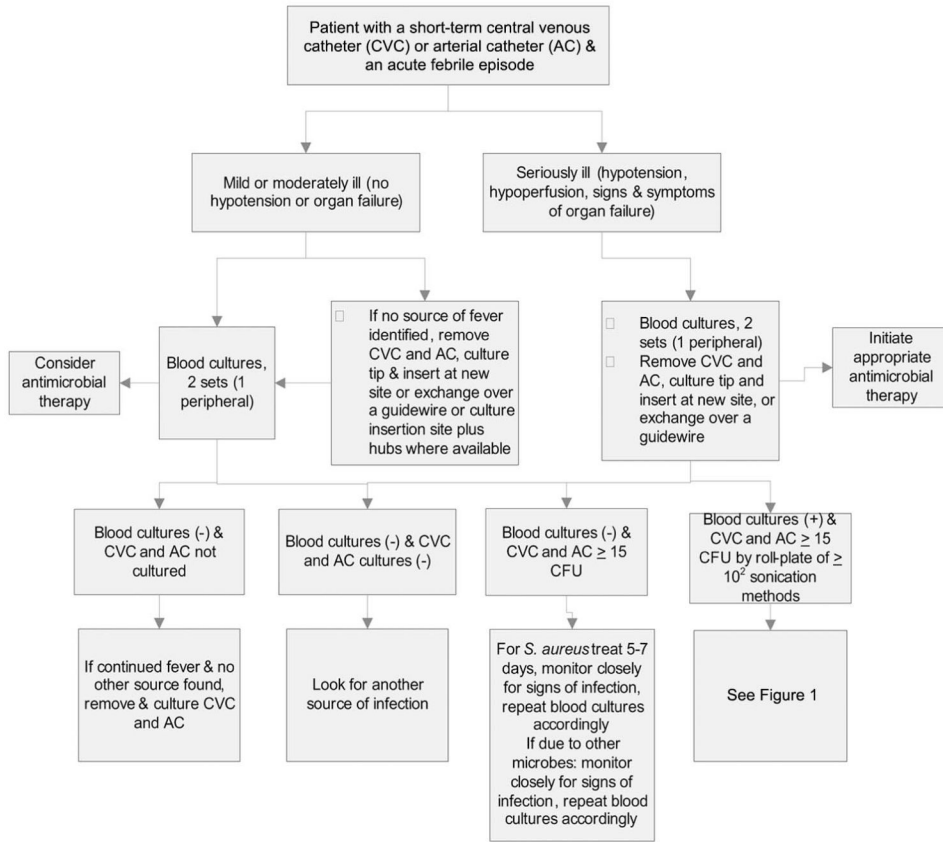 Patient with a short-term central venous
catheter (CVC) or arterial catheter (AC) &
an acute febrile episode
Mild or moderately ill (no
hypotension or organ failure)
Seriously ill (hypotension,
hypoperfusion, signs & symptoms
of organ failure)
Consider
antimicrobial
therapy
Blood cultures,
2 sets (1
peripheral)
If no source of fever
identified, remove
CVC and AC, culture
tip & insert at new
site or exchange over
a guidewire or culture
insertion site plus
hubs where available
Blood cultures, 2
sets (1 peripheral)
Remove CVC and
AC, culture tip and
insert at new site, or
exchange over a
guidewire
Initiate
appropriate
antimicrobial
therapy
Blood cultures (-) &
CVC and AC not
cultured
Blood cultures (-) & CVC
and AC cultures (-)
Blood cultures (-) &
CVC and AC ≥ 15
CFU
Blood cultures (+) &
CVC and AC ≥ 15
CFU by roll-plate of ≥
10² sonication
methods
If continued fever & no
other source found,
remove & culture CVC
and AC
Look for another
source of infection
For S. aureus treat 5-7
days, monitor closely
for signs of infection,
repeat blood cultures
accordingly
If due to other
microbes: monitor
closely for signs of
infection, repeat blood
cultures accordingly
See Figure 1